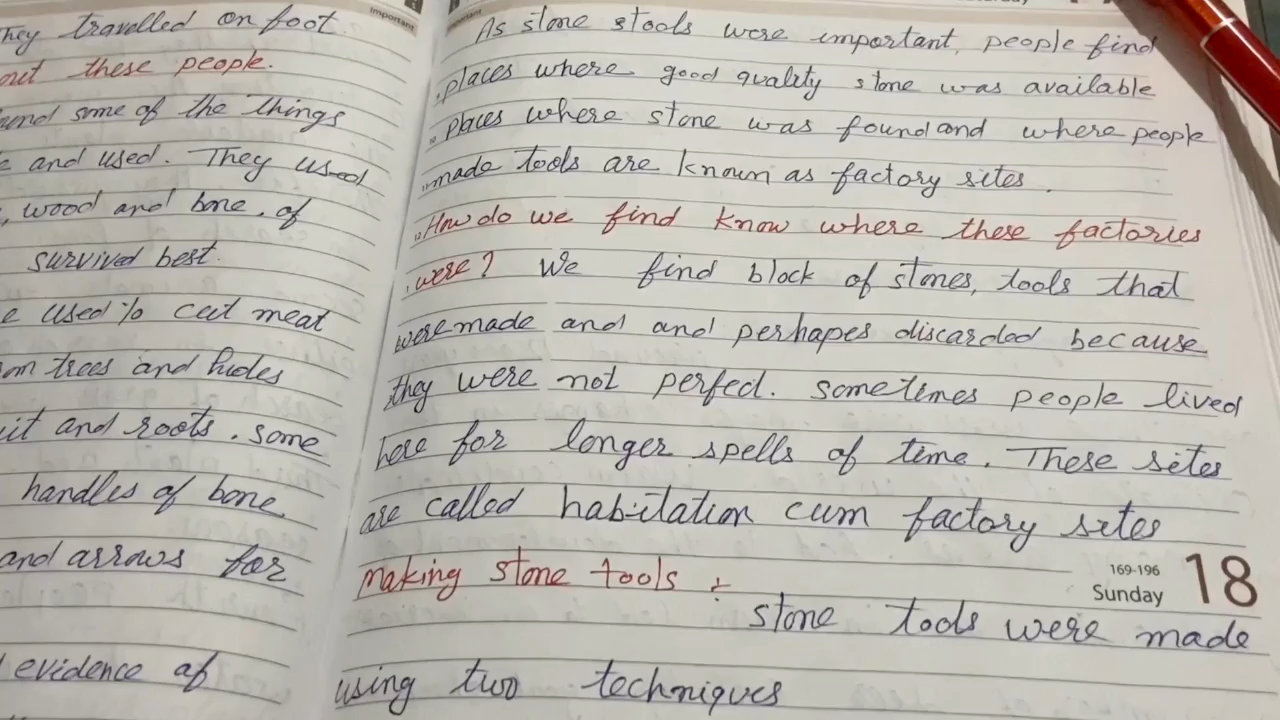 They travelled on foot.
out these people.
and some of the things
and used. They used
, wood and bone. of
survived best.
used to cut meat
trees and hides
and roots. some
handles of bone
and arrows for
evidence of
important
important
As stone stools were important, people find
places where good quality stone was available
places where stone was found and where people
made tools are known as factory sites.
How do we find know where these factories
were? We find block of stones, tools that
were made and and perhapes discarded because
they were not perfed. sometimes people lived
here for longer spells of time. These sites
are called habitation cum factory sites
making stone tools ÷
169-196
Sunday 18
stone tools were made
using two techniques